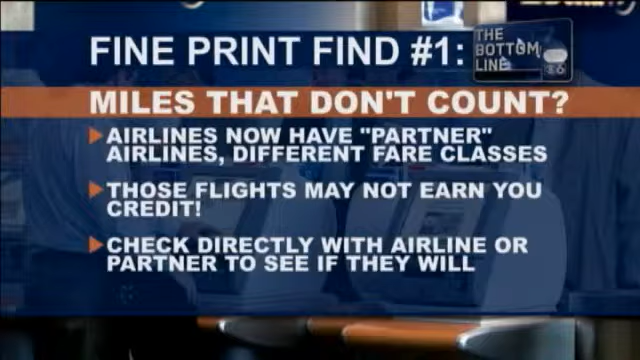 FINE PRINT FIND #1:
THE
BOTTOM
LINE
$6
MILES THAT DON'T COUNT?
AIRLINES NOW HAVE "PARTNER"
AIRLINES, DIFFERENT FARE CLASSES
THOSE FLIGHTS MAY NOT EARN YOU
CREDIT!
CHECK DIRECTLY WITH AIRLINE OR
PARTNER TO SEE IF THEY WILL